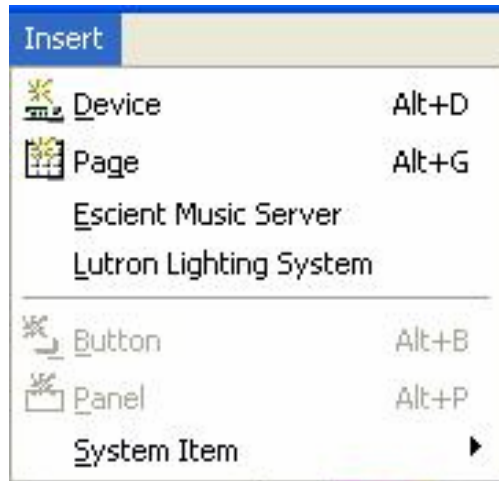 Insert
Device Alt+D
Page Alt+G
Escient Music Server
Lutron Lighting System
Button Alt+B
Panel Alt+P
System Item